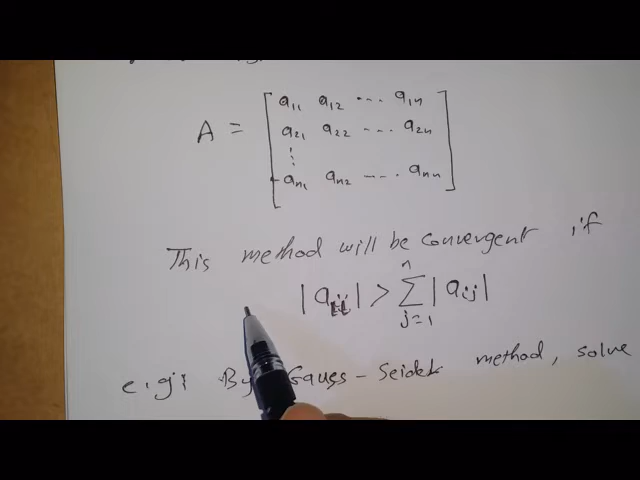 A = [ a11 a12 ... a1n
a21 a22 ... a2n
⋮
an1 an2 ... ann ]
This method will be convergent if
|aii| > Σ_{j=1}^{n} |aij|
e.g: By Gauss-Seidel method, solve